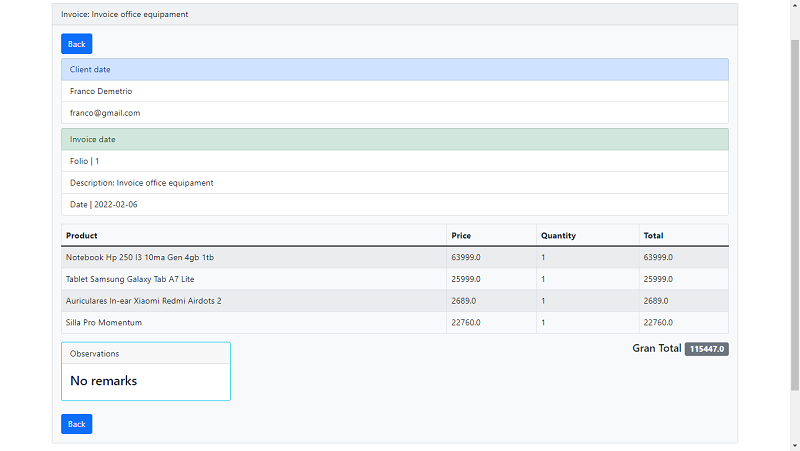 Invoice: Invoice office equipament
Back
Client date
Franco Demetrio
franco@gmail.com
Invoice date
Folio | 1
Description: Invoice office equipament
Date | 2022-02-06
Product Price Quantity Total
Notebook Hp 250 I3 10ma Gen 4gb 1tb 63999.0 1 63999.0
Tablet Samsung Galaxy Tab A7 Lite 25999.0 1 25999.0
Auriculares In-ear Xiaomi Redmi Airdots 2 2689.0 1 2689.0
Silla Pro Momentum 22760.0 1 22760.0
Observations
No remarks
Gran Total 115447.0
Back